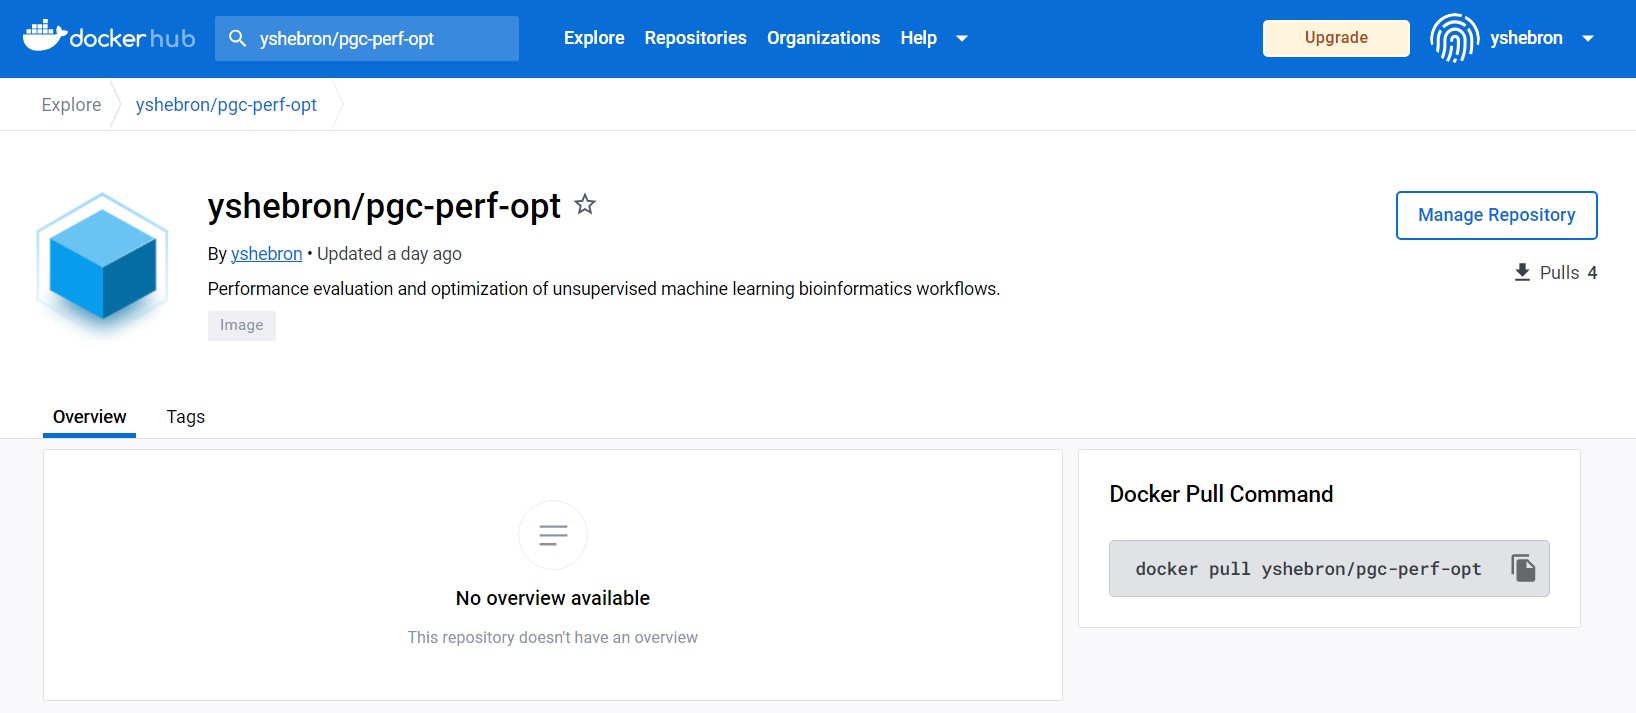 docker hub
yshebron/pgc-perf-opt
Explore Repositories Organizations Help
Upgrade
yshebron
Explore yshebron/pgc-perf-opt
yshebron/pgc-perf-opt
By yshebron • Updated a day ago
Performance evaluation and optimization of unsupervised machine learning bioinformatics workflows.
Image
Manage Repository
Pulls 4
Overview Tags
No overview available
This repository doesn't have an overview
Docker Pull Command
docker pull yshebron/pgc-perf-opt